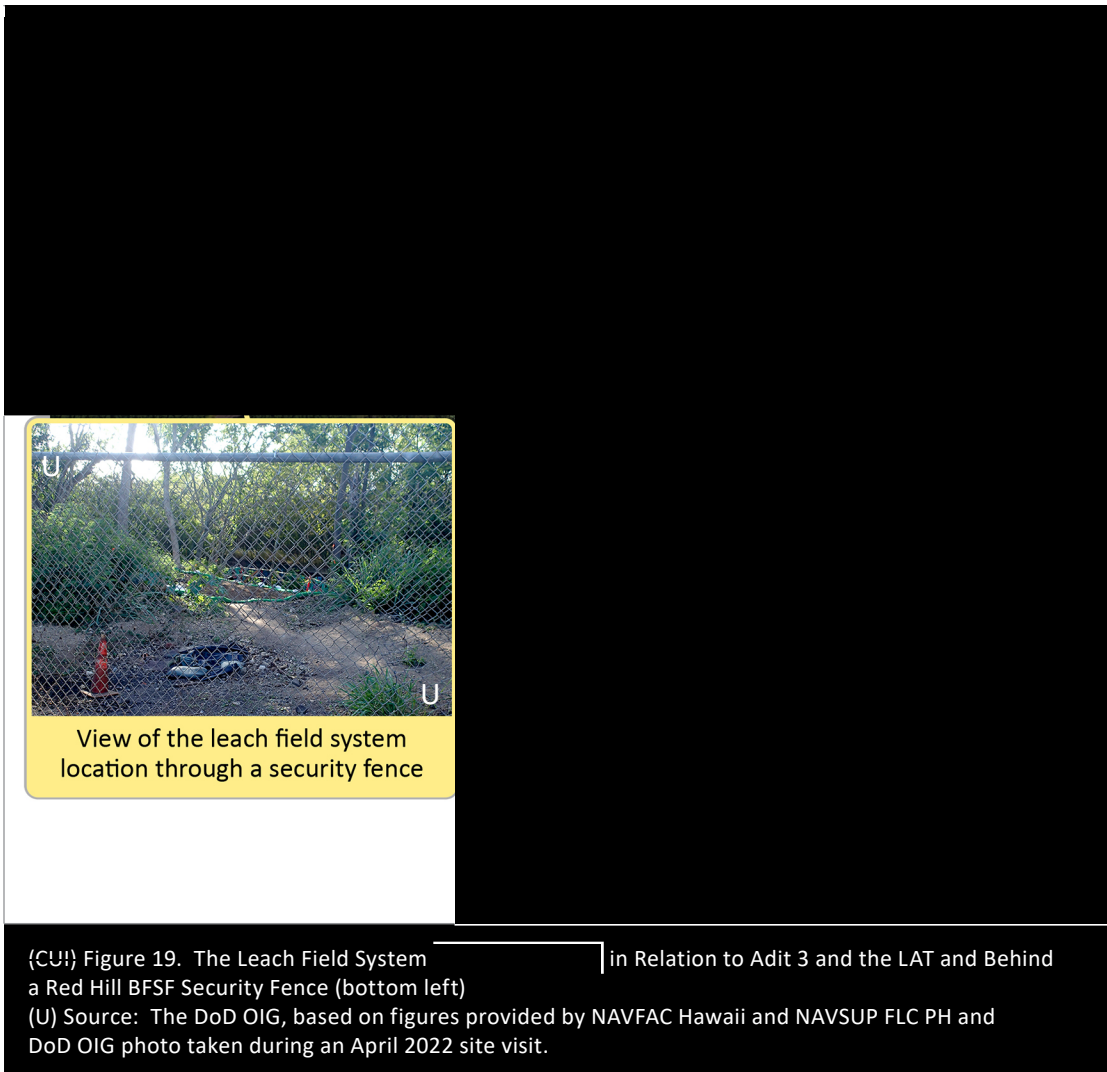 U
U
View of the leach field system
location through a security fence
(CUI) Figure 19. The Leach Field System in Relation to Adit 3 and the LAT and Behind
a Red Hill BFSF Security Fence (bottom left)
(U) Source: The DoD OIG, based on figures provided by NAVFAC Hawaii and NAVSUP FLC PH and
DoD OIG photo taken during an April 2022 site visit.